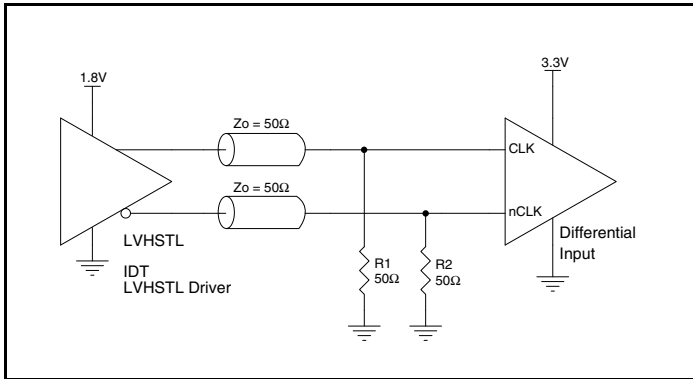 1.8V
3.3V
Zo = 50Ω
CLK
Zo = 50Ω
nCLK
LVHSTL
IDT
LVHSTL Driver
R1
50Ω
R2
50Ω
Differential
Input